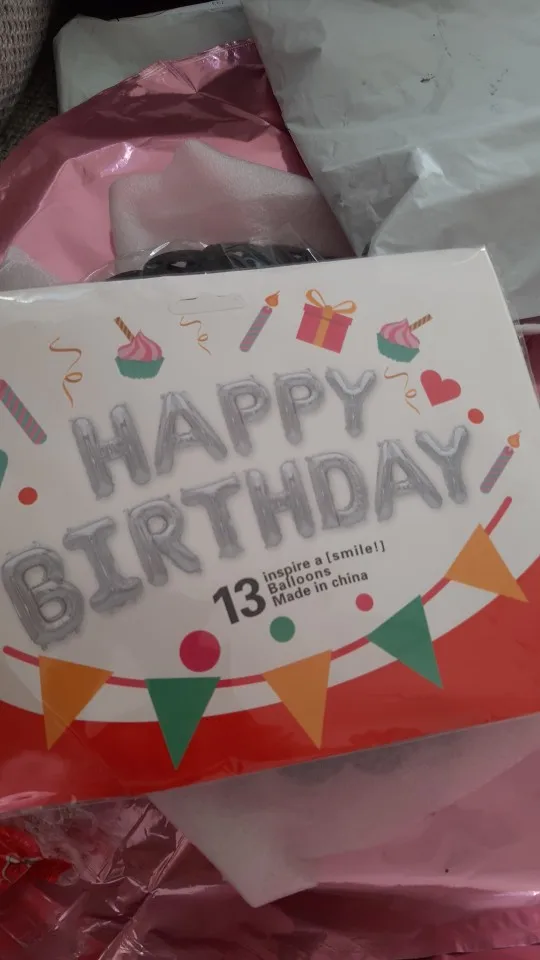 HAPPY
BIRTHDAY
13 inspire a [smile!]
Balloons
Made in china